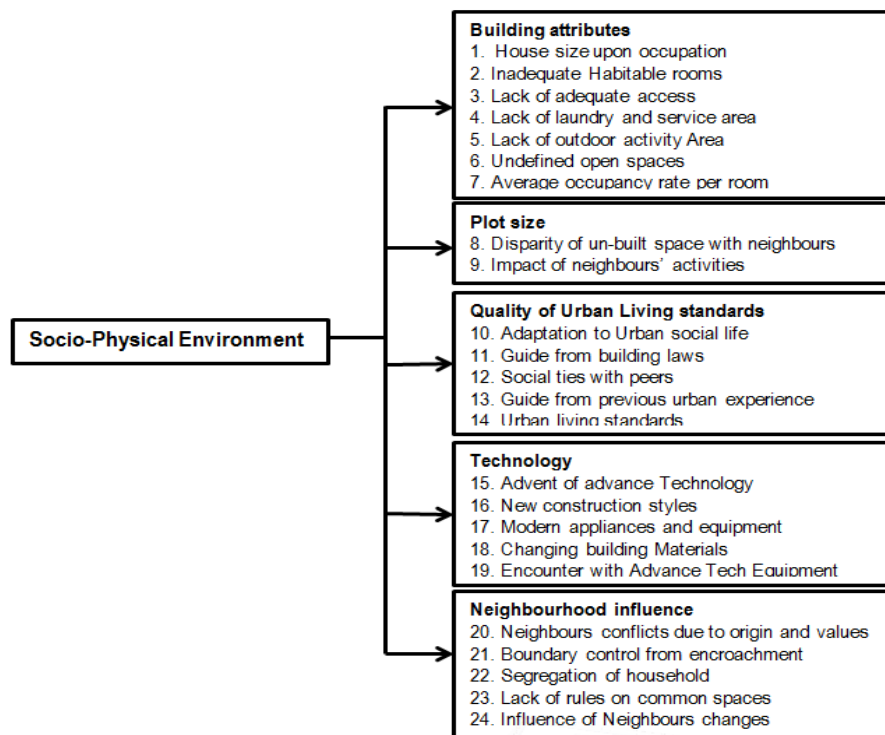 Socio-Physical Environment
Building attributes
1. House size upon occupation
2. Inadequate Habitable rooms
3. Lack of adequate access
4. Lack of laundry and service area
5. Lack of outdoor activity Area
6. Undefined open spaces
7. Average occupancy rate per room
Plot size
8. Disparity of un-built space with neighbours
9. Impact of neighbours’ activities
Quality of Urban Living standards
10. Adaptation to Urban social life
11. Guide from building laws
12. Social ties with peers
13. Guide from previous urban experience
14. Urban living standards
Technology
15. Advent of advance Technology
16. New construction styles
17. Modern appliances and equipment
18. Changing building Materials
19. Encounter with Advance Tech Equipment
Neighbourhood influence
20. Neighbours conflicts due to origin and values
21. Boundary control from encroachment
22. Segregation of household
23. Lack of rules on common spaces
24. Influence of Neighbours changes